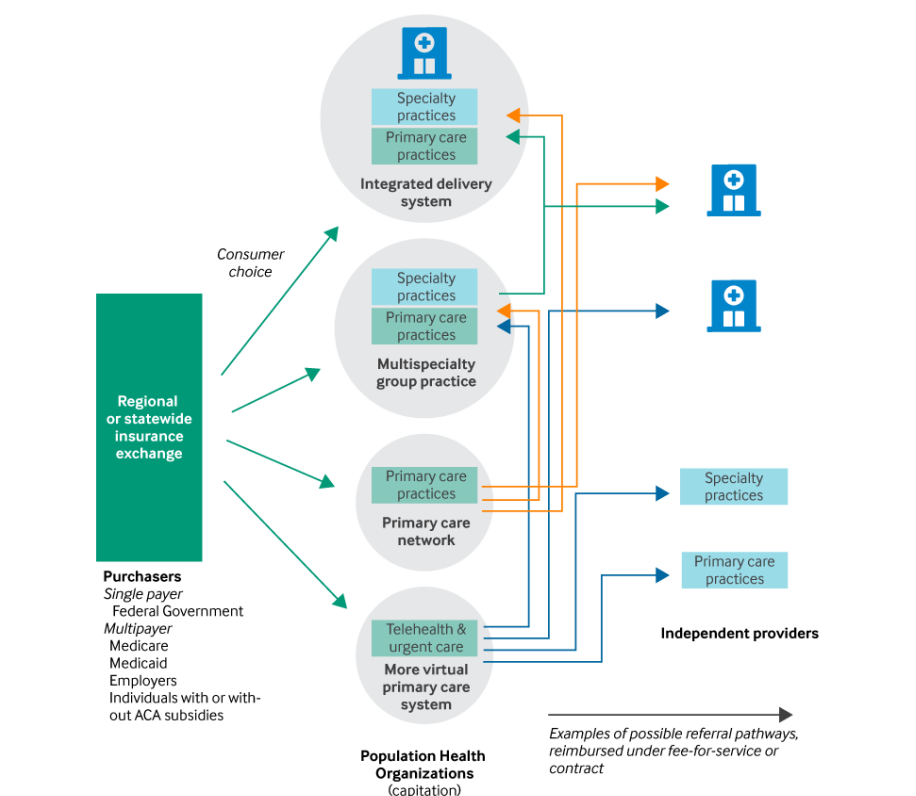 Specialty
practices
Primary care
practices
Integrated delivery
system
Consumer
choice
Specialty
practices
Primary care
practices
Multispecialty
group practice
Regional
or statewide
insurance
exchange
Primary care
practices
Primary care
network
Specialty
practices
Primary care
practices
Independent providers
Purchasers
Single payer
Federal Government
Multipayer
Medicare
Medicaid
Employers
Individuals with or with-
out ACA subsidies
Telehealth &
urgent care
More virtual
primary care
system
Population Health
Organizations
(capitation)
Examples of possible referral pathways,
reimbursed under fee-for-service or
contract